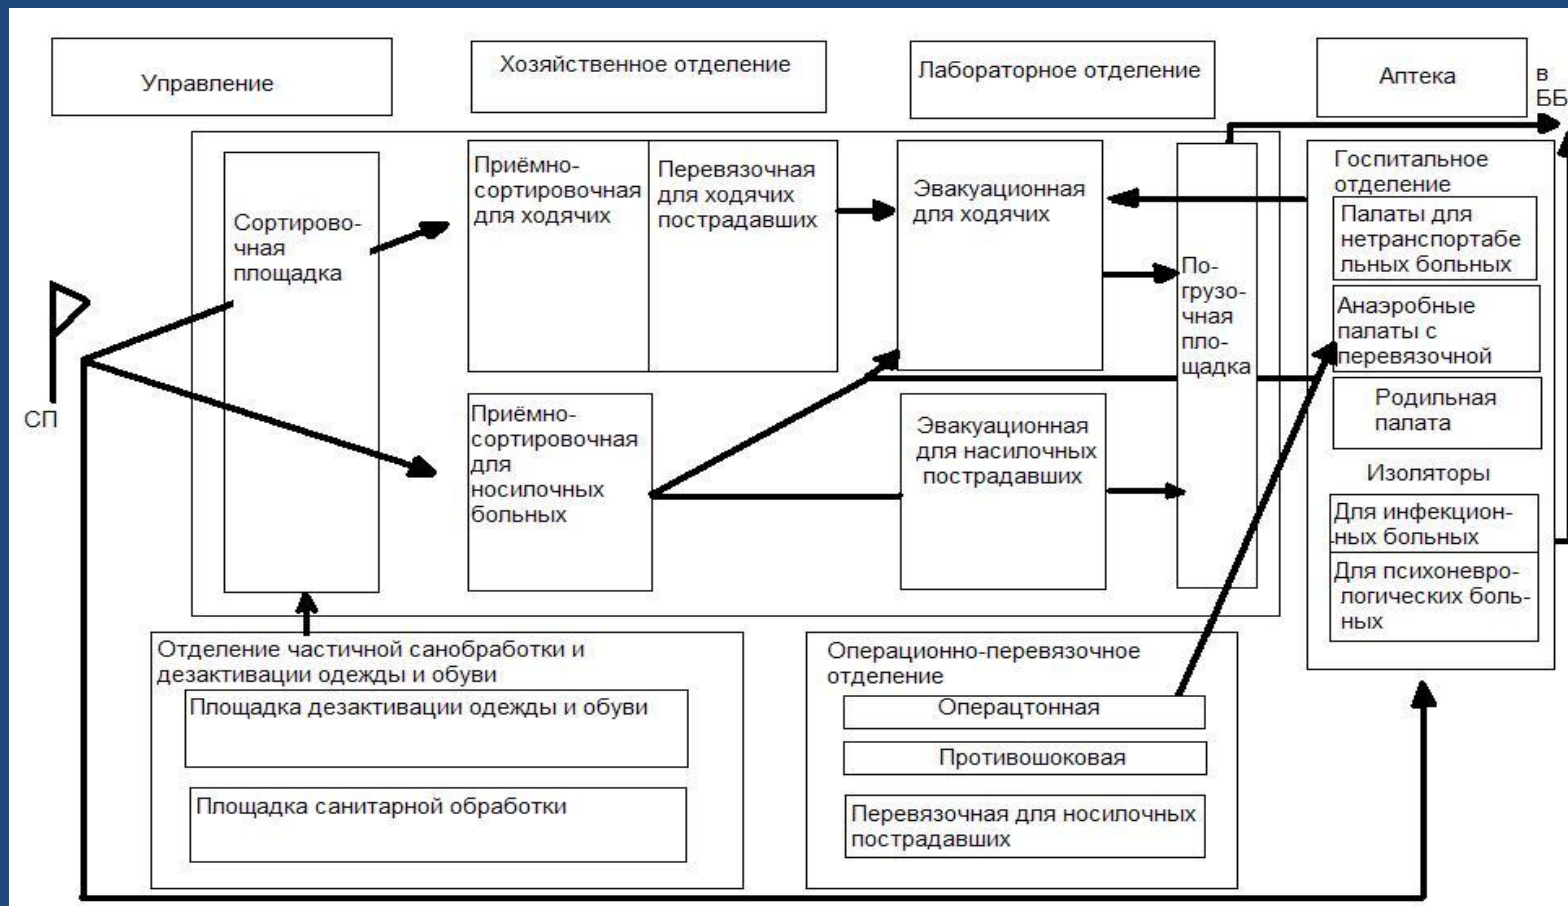 Управление
Хозяйственное отделение
Лабораторное отделение
Аптека
в
ББ
Сортирово-
чная
площадка
Приёмно-
сортировочная
для ходячих
Перевязочная
для ходячих
пострадавших
Эвакуационная
для ходячих
По-
грузо-
чная
пло-
щадка
Госпитальное
отделение
Палаты для
нетранспортабе
льных больных
Анаэробные
палаты с
перевязочной
Родильная
палата
Изоляторы
Для инфекцион-
ных больных
Для психоневро-
логических боль-
ных
СП
Приёмно-
сортировочная
для
носилочных
больных
Эвакуационная
для насилочных
пострадавших
Отделение частичной санобработки и
дезактивации одежды и обуви
Площадка дезактивации одежды и обуви
Площадка санитарной обработки
Операционно-перевязочное
отделение
Операцтонная
Противошоковая
Перевязочная для носилочных
пострадавших